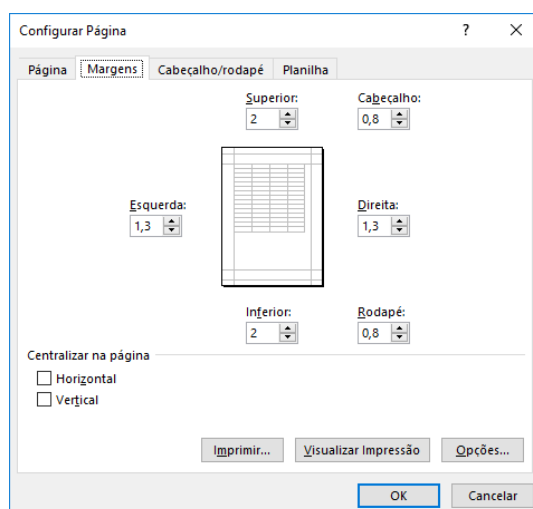 Configurar Página ? ×
Página Margens Cabeçalho/rodapé Planilha
Superior: Cabeçalho:
2 0,8
Esquerda: Direita:
1,3 1,3
Inferior: Rodapé:
2 0,8
Centralizar na página
Horizontal
Vertical
Imprimir... Visualizar Impressão Opções...
OK Cancelar